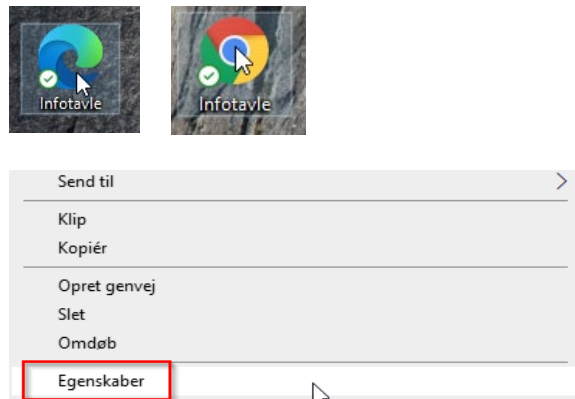 Infotavle
Infotavle
Send til
Klip
Kopiér
Opret genvej
Slet
Omdøb
Egenskaber